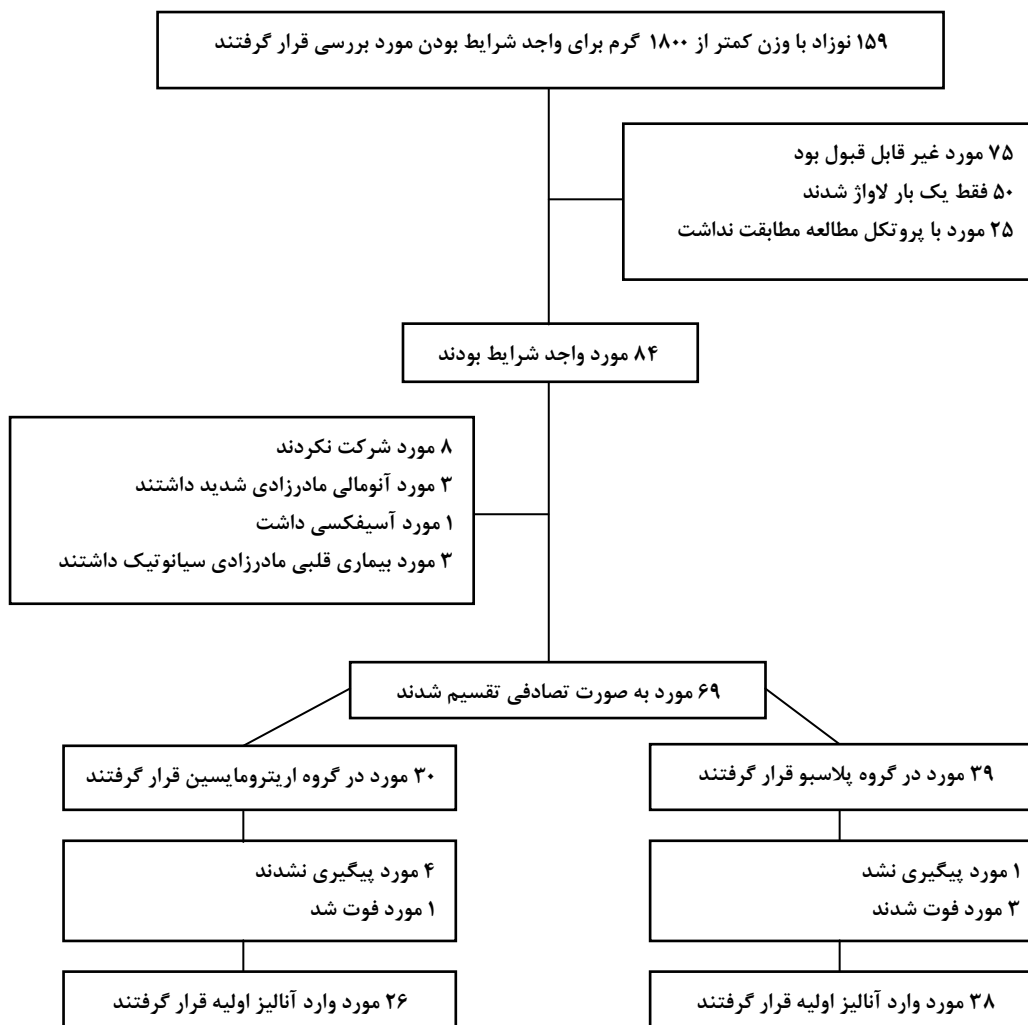 ۱۵۹ نوزاد با وزن کمتر از ۱۸۰۰ گرم برای واجد شرایط بودن مورد بررسی قرار گرفتند
۷۵ مورد غیر قابل قبول بود
۵۰ فقط یک بار لاواژ شدند
۲۵ مورد با پروتکل مطالعه مطابقت نداشت
۸۴ مورد واجد شرایط بودند
۸ مورد شرکت نکردند
۳ مورد آنومالی مادرزادی شدید داشتند
۱ مورد آسیفکسی داشت
۳ مورد بیماری قلبی مادرزادی سیانوتیک داشتند
۶۹ مورد به صورت تصادفی تقسیم شدند
۳۹ مورد در گروه پلاسبو قرار گرفتند
۳۰ مورد در گروه اریترومایسین قرار گرفتند
۱ مورد پیگیری نشد
۳ مورد فوت شدند
۴ مورد پیگیری نشدند
۱ مورد فوت شد
۳۸ مورد وارد آنالیز اولیه قرار گرفتند
۲۶ مورد وارد آنالیز اولیه قرار گرفتند